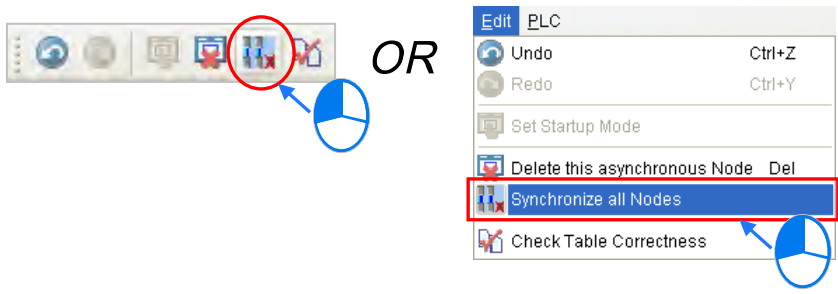 OR
Edit PLC
Undo Ctrl+Z
Redo Ctrl+Y
Set Startup Mode
Delete this asynchronous Node Del
Synchronize all Nodes
Check Table Correctness